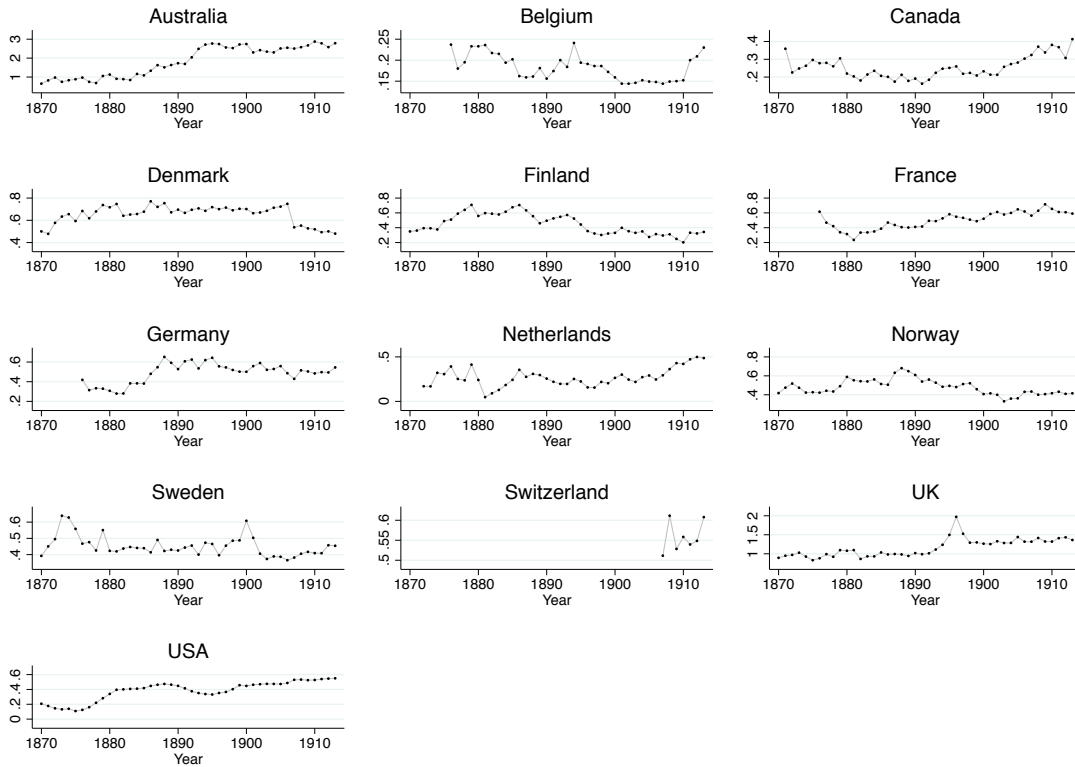 Australia
.1 .2 .3
1870 1880 1890 1900 1910
Year
Belgium
.15 .2 .25
1870 1880 1890 1900 1910
Year
Canada
.2 .3 .4
1870 1880 1890 1900 1910
Year
Denmark
.4 .6 .8
1870 1880 1890 1900 1910
Year
Finland
.2 .4 .6 .8
1870 1880 1890 1900 1910
Year
France
.2 .4 .6 .8
1870 1880 1890 1900 1910
Year
Germany
.2 .4 .6
1870 1880 1890 1900 1910
Year
Netherlands
0 .5
1870 1880 1890 1900 1910
Year
Norway
.4 .6 .8
1870 1880 1890 1900 1910
Year
Sweden
.4 .5 .6
1870 1880 1890 1900 1910
Year
Switzerland
.5 .55 .6
1870 1880 1890 1900 1910
Year
UK
1 1.5 2
1870 1880 1890 1900 1910
Year
USA
0 .2 .4 .6
1870 1880 1890 1900 1910
Year